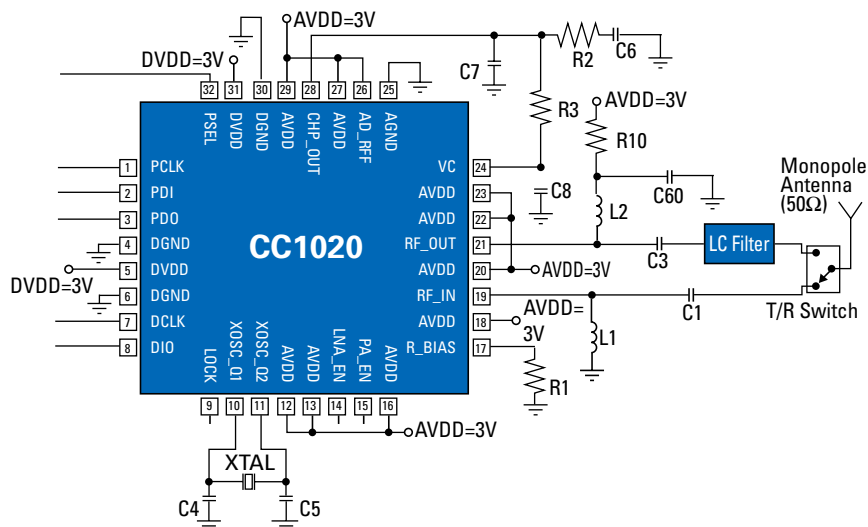 AVDD=3V
DVDD=3V
C7
R2
C6
32
31
30
29
28
27
26
25
PSEL
DVDD
DGND
AVDD
CHP_OUT
AVDD
AD_RFF
AGND
R3
AVDD=3V
R10
1
PCLK
VC
24
2
PDI
AVDD
23
C8
C60
Monopole
Antenna
(50Ω)
3
PDO
AVDD
22
L2
4
DGND
CC1020
RF_OUT
21
LC Filter
C3
5
DVDD
AVDD
20
AVDD=3V
DVDD=3V
6
DGND
RF_IN
19
C1
T/R Switch
7
DCLK
AVDD
18
AVDD=
3V
L1
8
DIO
R_BIAS
17
R1
LOCK
XOSC_Q1
XOSC_Q2
AVDD
AVDD
LNA_EN
PA_EN
AVDD
9
10
11
12
13
14
15
16
AVDD=3V
XTAL
C4
C5